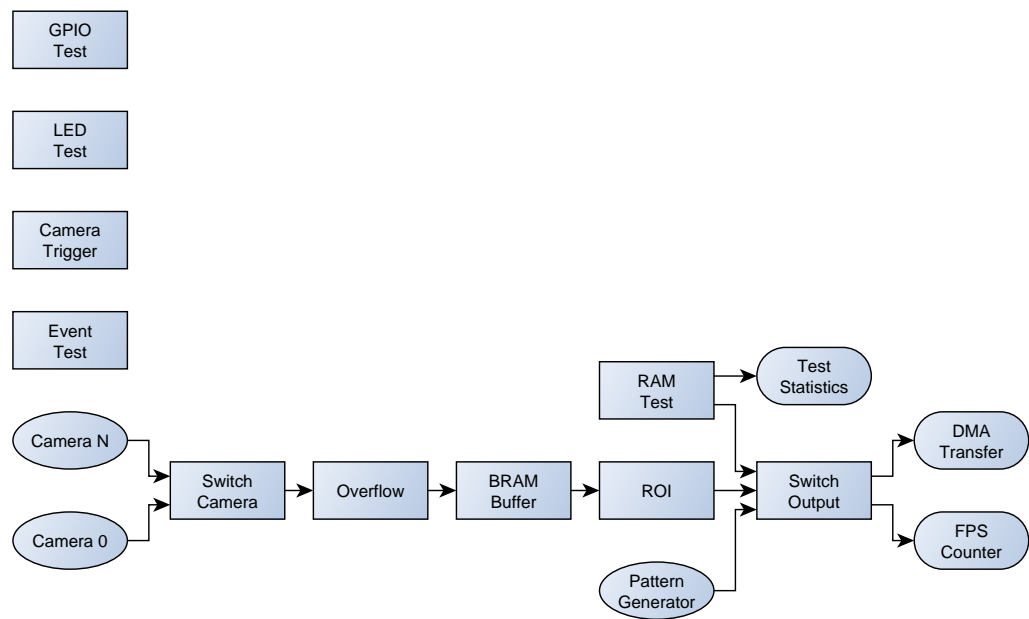 GPIO
Test
LED
Test
Camera
Trigger
Event
Test
RAM
Test
Test
Statistics
Camera N
DMA
Transfer
Switch
Camera
Overflow
BRAM
Buffer
ROI
Switch
Output
Camera 0
FPS
Counter
Pattern
Generator